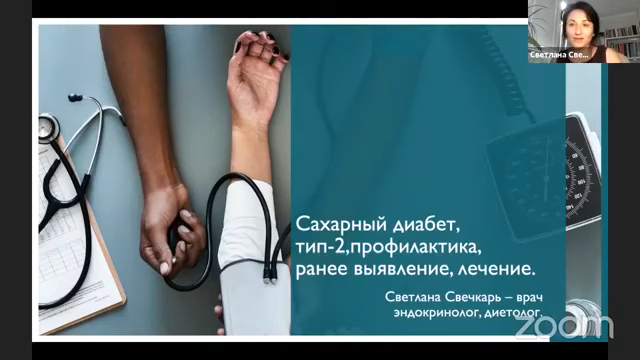 Светлана Све...
Сахарный диабет,
тип-2,профилактика,
ранее выявление, лечение.
Светлана Свечкарь – врач
эндокринолог, диетолог.
zoom